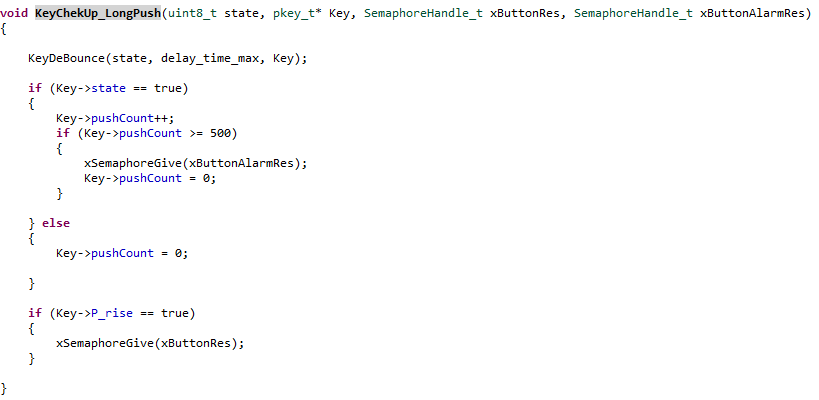 void KeyChekUp_LongPush(uint8_t state, pkey_t* Key, SemaphoreHandle_t xButtonRes, SemaphoreHandle_t xButtonAlarmRes)
{
KeyDeBounce(state, delay_time_max, Key);
if (Key->state == true)
{
Key->pushCount++;
if (Key->pushCount >= 500)
{
xSemaphoreGive(xButtonAlarmRes);
Key->pushCount = 0;
}
} else
{
Key->pushCount = 0;
}
if (Key->P_rise == true)
{
xSemaphoreGive(xButtonRes);
}
}